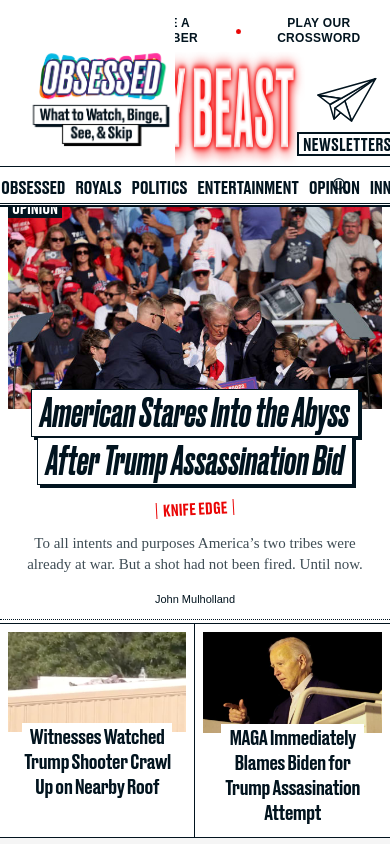 E A
BER
PLAY OUR
CROSSWORD
OBSESSED
What to Watch, Binge,
See, & Skip
Y BEAST
NEWSLETTERS
OBSESSED ROYALS POLITICS ENTERTAINMENT OPINION INN
OPINION
American Stares Into the Abyss
After Trump Assassination Bid
KNIFE EDGE
To all intents and purposes America’s two tribes were
already at war. But a shot had not been fired. Until now.
John Mulholland
Witnesses Watched
Trump Shooter Crawl
Up on Nearby Roof
MAGA Immediately
Blames Biden for
Trump Assasination
Attempt